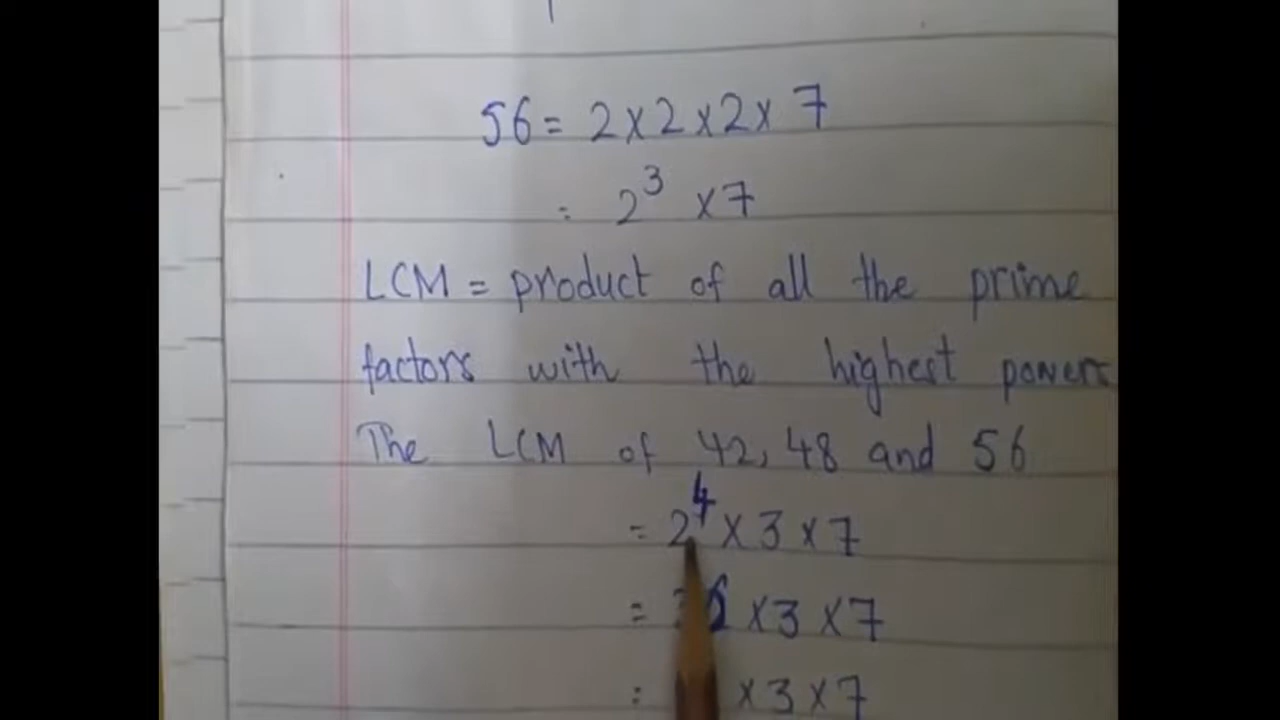 56 = 2 x 2 x 2 x 7
= 2³ x 7
LCM = product of all the prime
factors with the highest powers
The LCM of 42, 48 and 56
= 2⁴ x 3 x 7
= x 3 x 7
= x 3 x 7